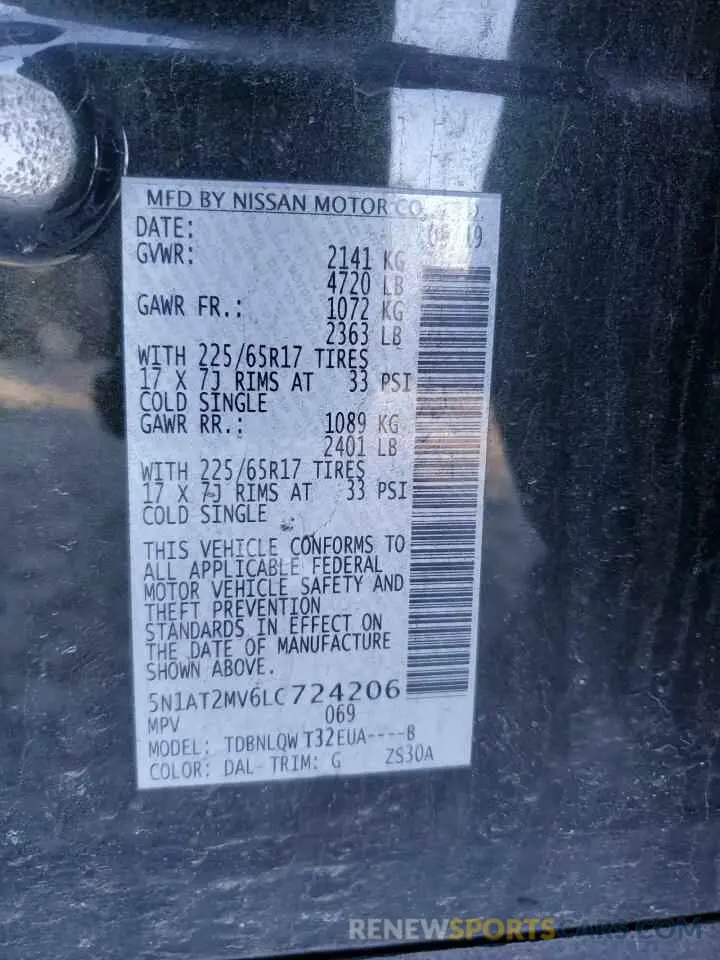 MFD BY NISSAN MOTOR CO.
DATE:
GVWR: 2141 KG
4720 LB
GAWR FR.: 1072 KG
2363 LB
WITH 225/65R17 TIRES
17 X 7J RIMS AT 33 PSI
COLD SINGLE
GAWR RR.: 1089 KG
2401 LB
WITH 225/65R17 TIRES
17 X 7J RIMS AT 33 PSI
COLD SINGLE
THIS VEHICLE CONFORMS TO
ALL APPLICABLE FEDERAL
MOTOR VEHICLE SAFETY AND
THEFT PREVENTION
STANDARDS IN EFFECT ON
THE DATE OF MANUFACTURE
SHOWN ABOVE.
5N1AT2MV6LC724206
MPV 069
MODEL: TDBNLQW T32EUA----B
COLOR: DAL- TRIM: G ZS30A
RENEWSPORTSCARS.COM